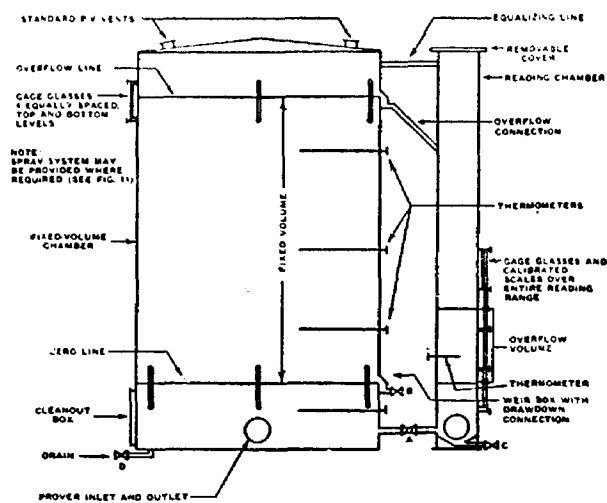 STANDARD P.V. VENTS
EQUALIZING LINE
REMOVABLE
COVER
OVERFLOW LINE
READING CHAMBER
GAGE GLASSES
4 EQUALLY SPACED,
TOP AND BOTTOM
LEVELS
OVERFLOW
CONNECTION
NOTE:
SPRAY SYSTEM MAY
BE PROVIDED WHERE
REQUIRED (SEE FIG. 11).
FIXED VOLUME
THERMOMETERS
FIXED-VOLUME
CHAMBER
GAGE GLASSES AND
CALIBRATED
SCALES OVER
ENTIRE READING
RANGE
OVERFLOW
VOLUME
ZERO LINE
THERMOMETER
B
WEIR BOX WITH
DRAWDOWN
CONNECTION
CLEANOUT
BOX
A
C
DRAIN
D
PROVER INLET AND OUTLET